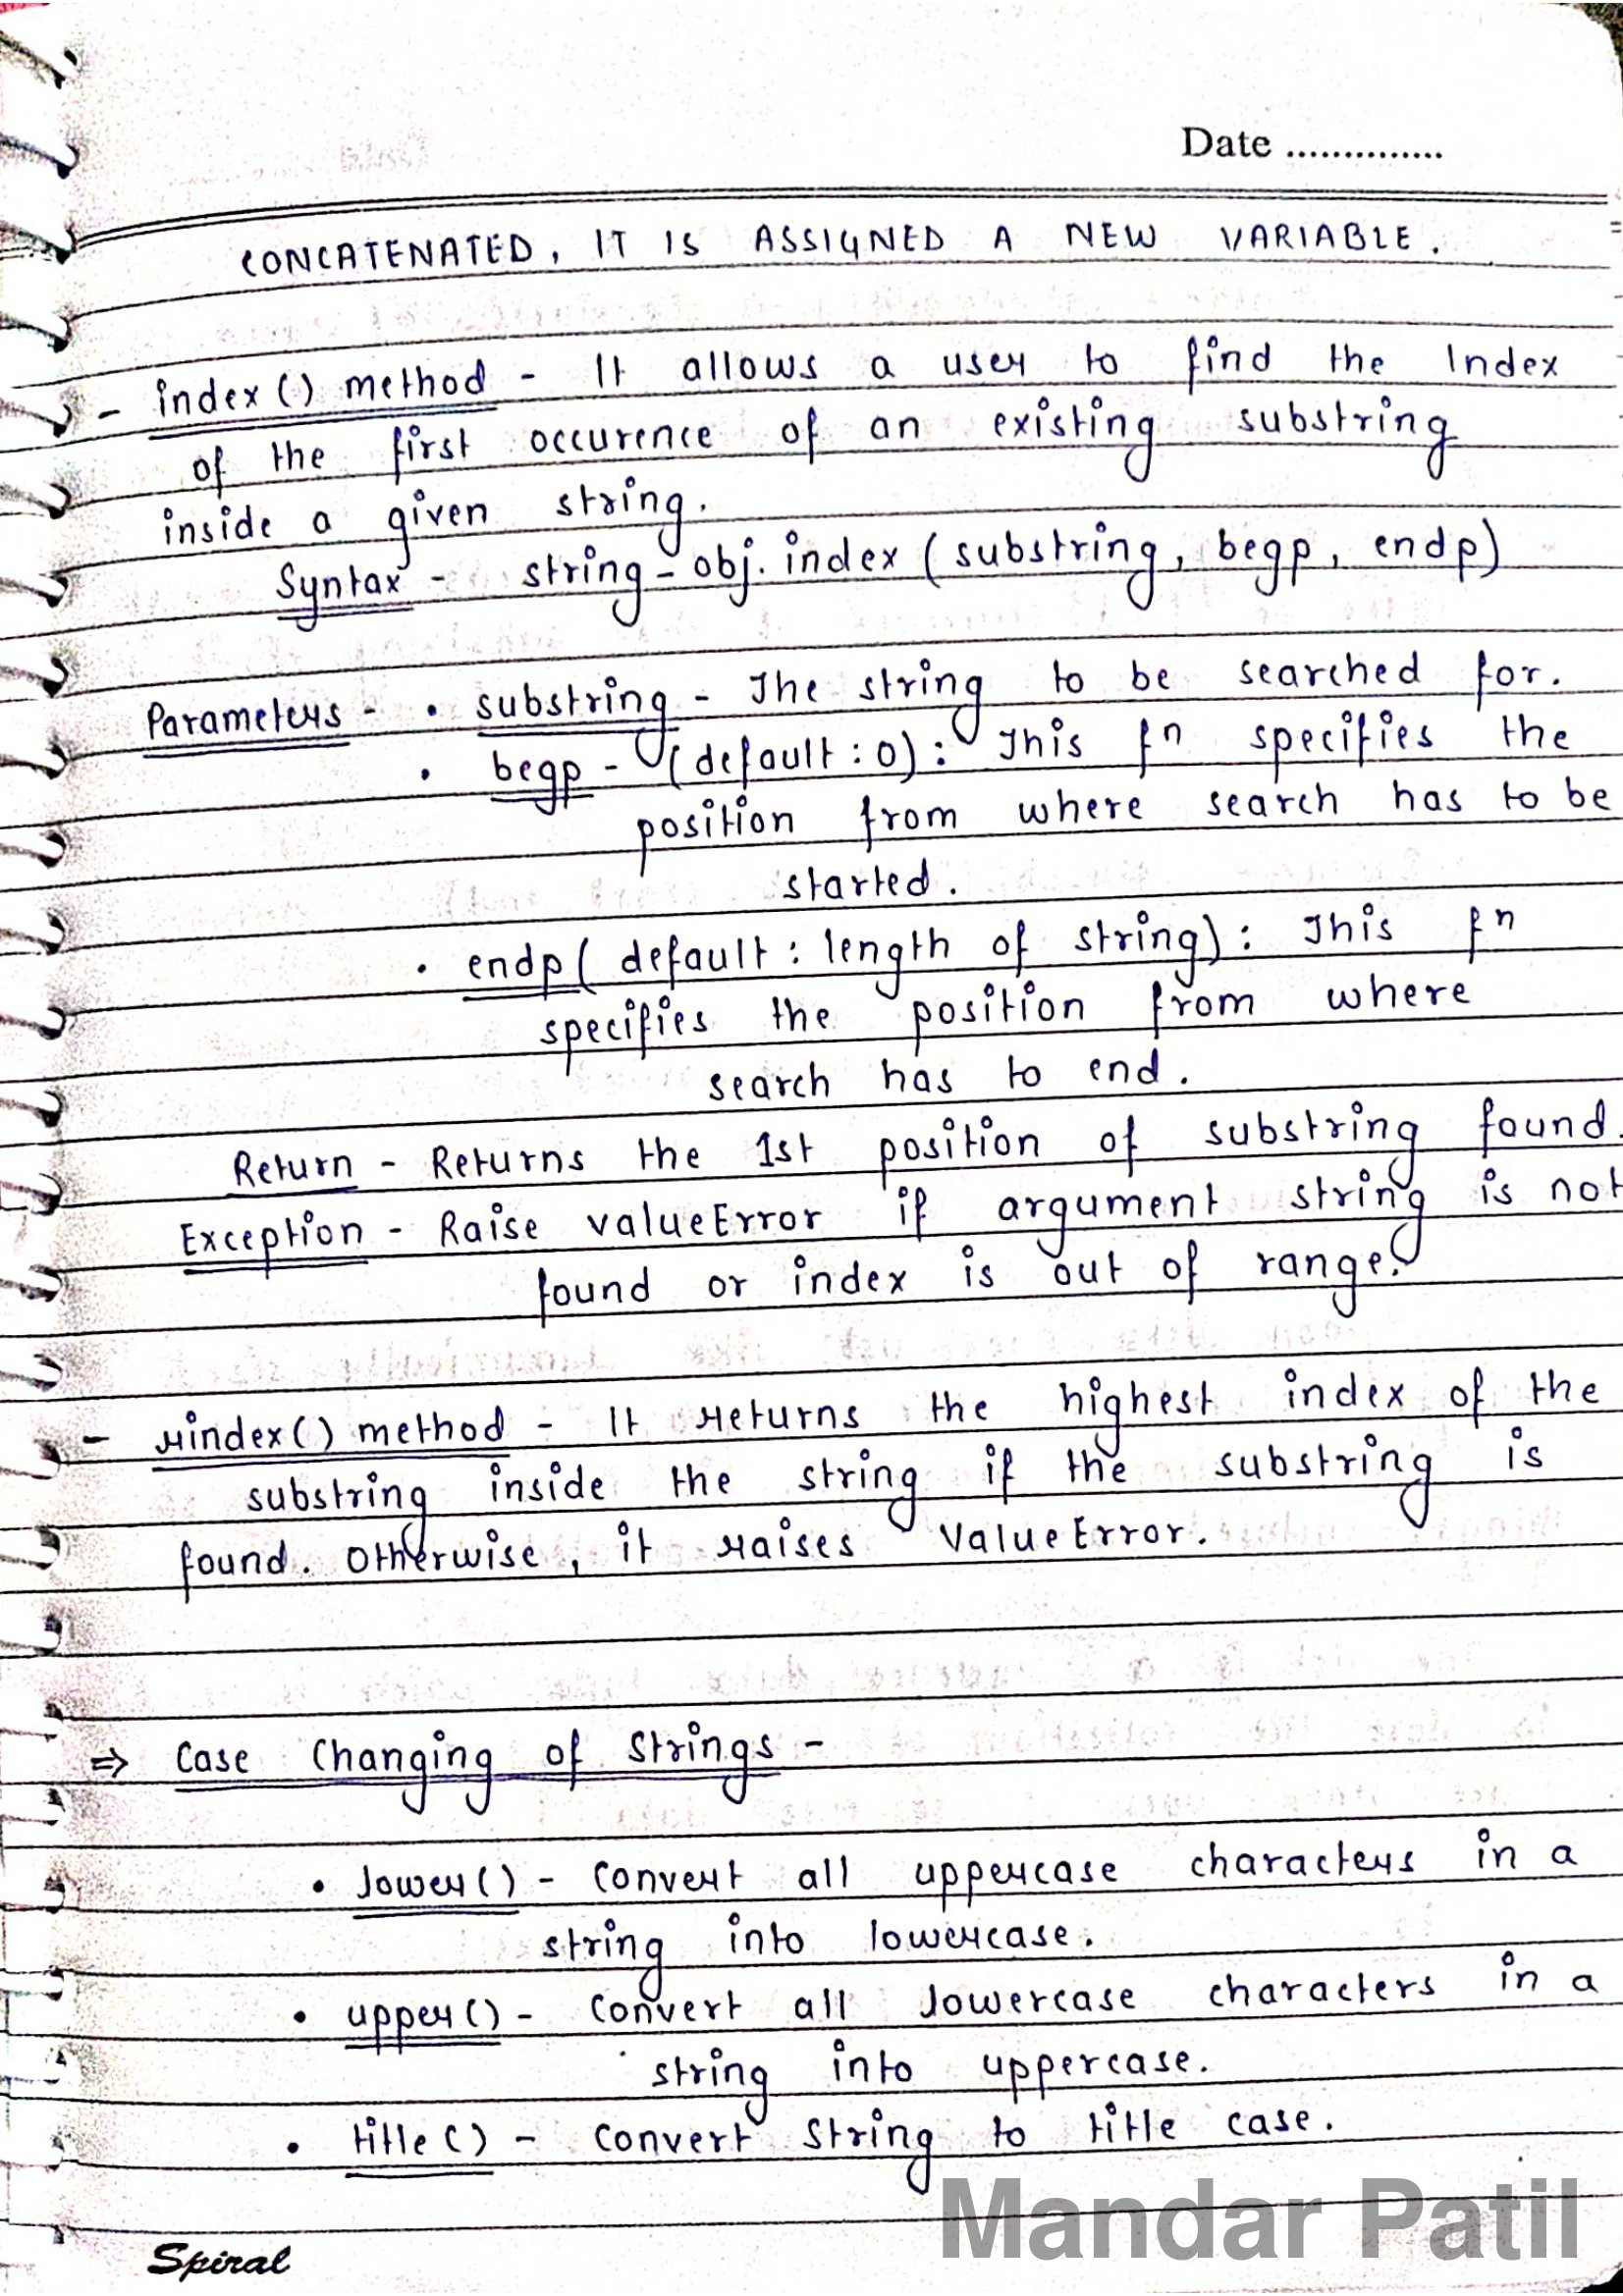 Date ..............
CONCATENATED, IT IS ASSIGNED A NEW VARIABLE.
- index() method - It allows a user to find the Index
of the first occurence of an existing substring
inside a given string.
Syntax - string-obj.index(substring, begp, endp)
Parameters - • substring - The string to be searched for.
• begp - (default : 0) : This fn specifies the
position from where search has to be
started.
• endp( default : length of string) : This fn
specifies the position from where
search has to end.
Return - Returns the 1st position of substring found.
Exception - Raise valueError if argument string is not
found or index is out of range.
- rindex() method - It returns the highest index of the
substring inside the string if the substring is
found. Otherwise, it raises ValueError.
⇒ Case Changing of Strings -
• lower() - Convert all uppercase characters in a
string into lowercase.
• upper() - Convert all lowercase characters in a
string into uppercase.
• title() - Convert string to title case.
Mandar Patil
Spiral